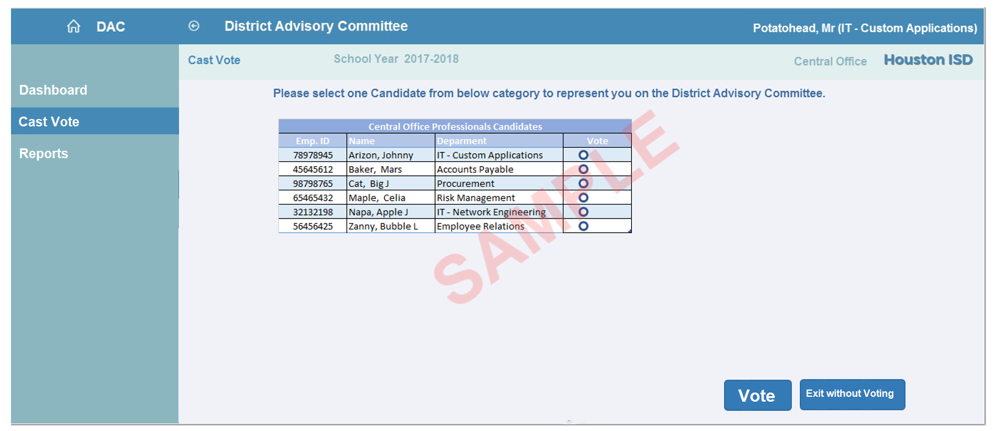 DAC District Advisory Committee Potatohead, Mr (IT - Custom Applications)
Cast Vote School Year 2017-2018 Central Office Houston ISD
Dashboard
Cast Vote
Reports
Please select one Candidate from below category to represent you on the District Advisory Committee.
Central Office Professionals Candidates
Emp. ID Name Deparment Vote
78978945 Arizon, Johnny IT - Custom Applications
45645612 Baker, Mars Accounts Payable
98798765 Cat, Big J Procurement
65465432 Maple, Celia Risk Management
32132198 Napa, Apple J IT - Network Engineering
56456425 Zanny, Bubble L Employee Relations
SAMPLE
Vote Exit without Voting